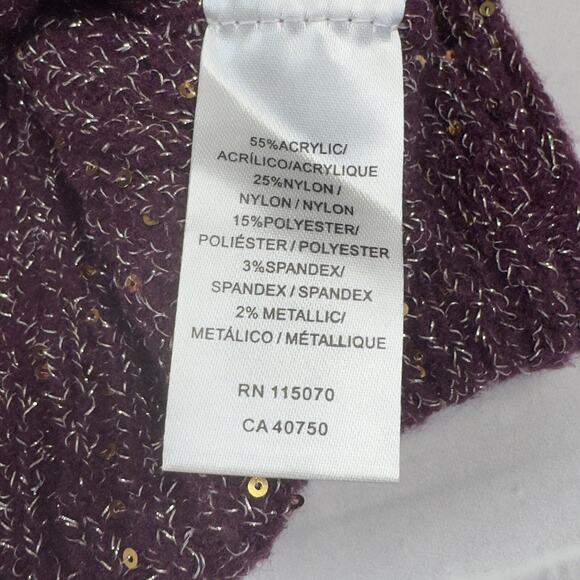 55%ACRYLIC/
ACRÍLICO/ACRYLIQUE
25%NYLON /
NYLON / NYLON
15%POLYESTER/
POLIÉSTER / POLYESTER
3%SPANDEX/
SPANDEX / SPANDEX
2% METALLIC/
METÁLICO / MÉTALLIQUE
RN 115070
CA 40750